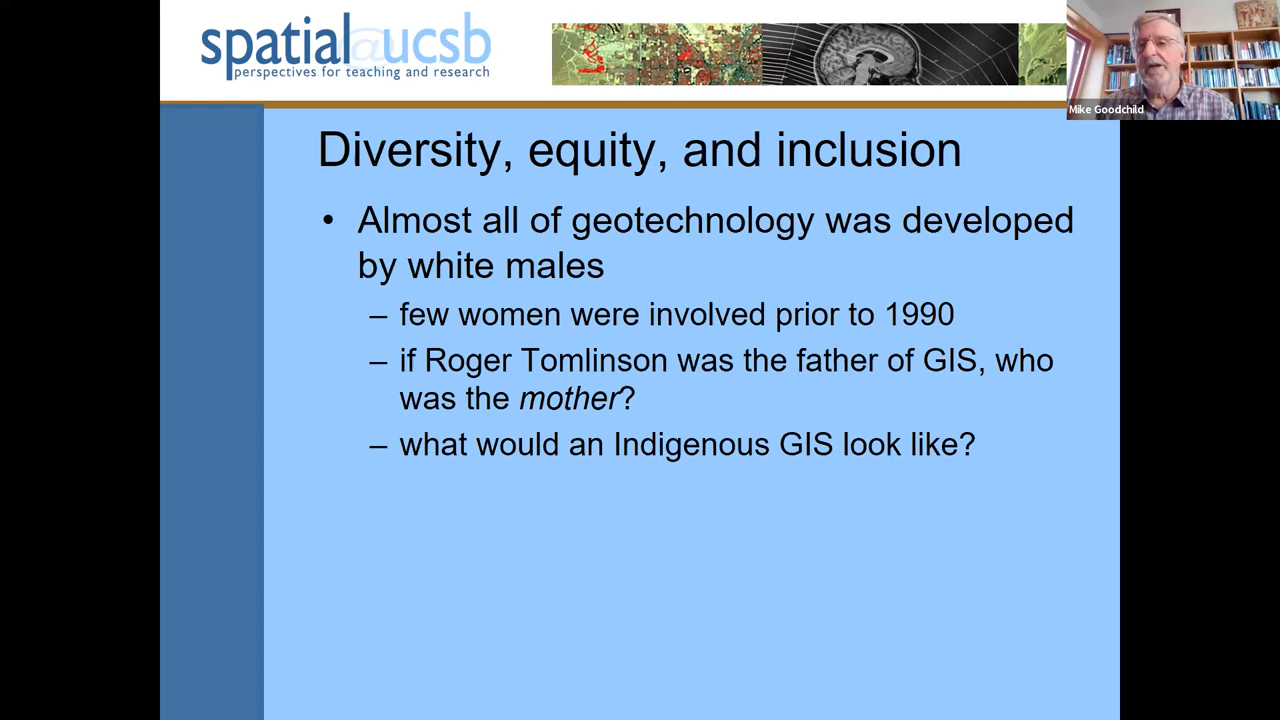 spatial@ucsb
perspectives for teaching and research
Mike Goodchild
Diversity, equity, and inclusion
• Almost all of geotechnology was developed
by white males
– few women were involved prior to 1990
– if Roger Tomlinson was the father of GIS, who
was the mother?
– what would an Indigenous GIS look like?